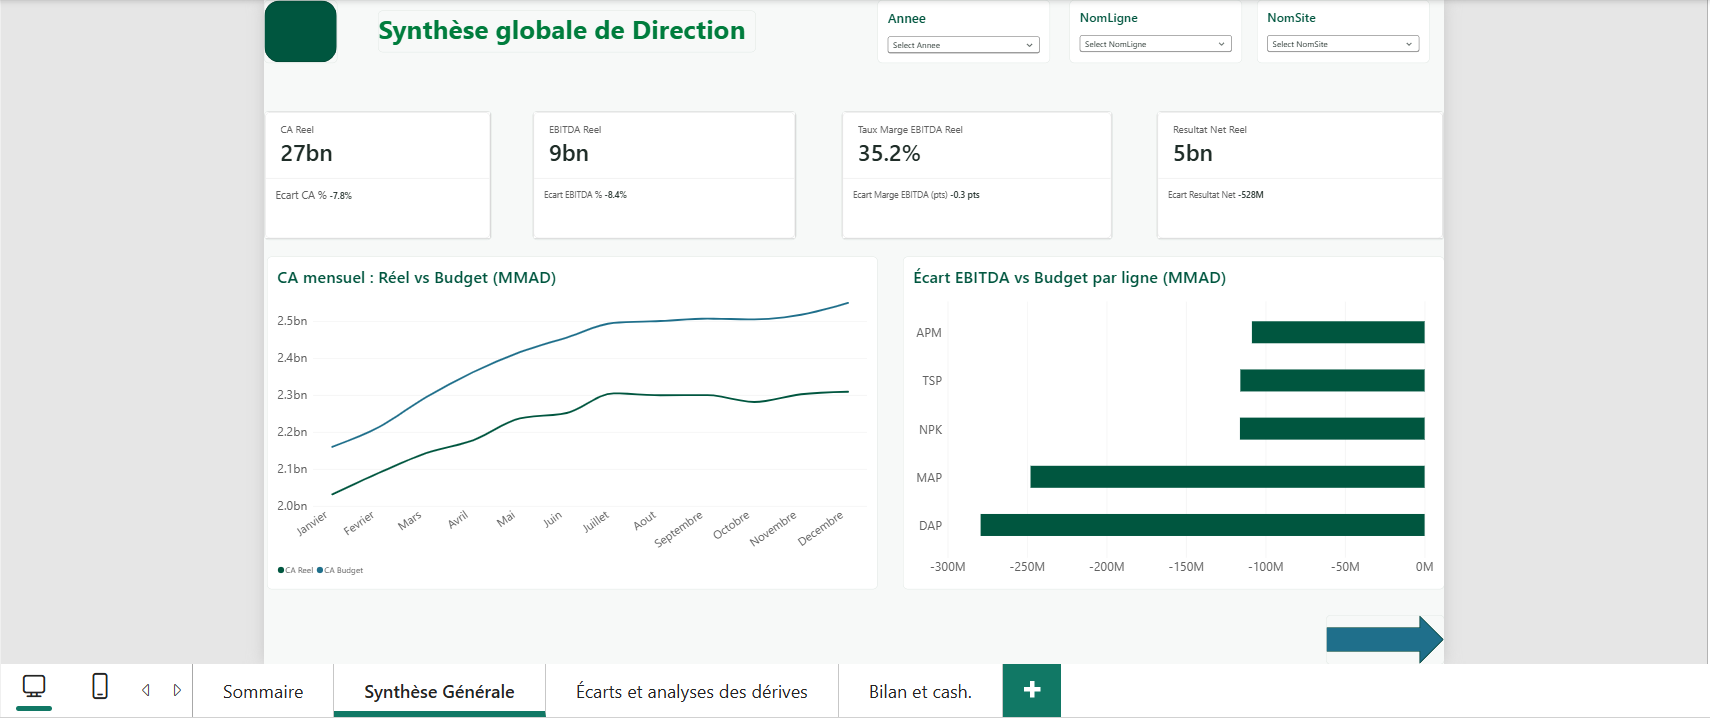 Synthèse globale de Direction
Annee
Select Annee
NomLigne
Select NomLigne
NomSite
Select NomSite
CA Reel
27bn
Ecart CA % -7.8%
EBITDA Reel
9bn
Ecart EBITDA % -8.4%
Taux Marge EBITDA Reel
35.2%
Ecart Marge EBITDA (pts) -0.3 pts
Resultat Net Reel
5bn
Ecart Resultat Net -528M
CA mensuel : Réel vs Budget (MMAD)
2.5bn
2.4bn
2.3bn
2.2bn
2.1bn
2.0bn
Janvier Fevrier Mars Avril Mai Juin Juillet Aout Septembre Octobre Novembre Decembre
CA Reel CA Budget
Écart EBITDA vs Budget par ligne (MMAD)
APM
TSP
NPK
MAP
DAP
-300M -250M -200M -150M -100M -50M 0M
Sommaire Synthèse Générale Écarts et analyses des dérives Bilan et cash. +